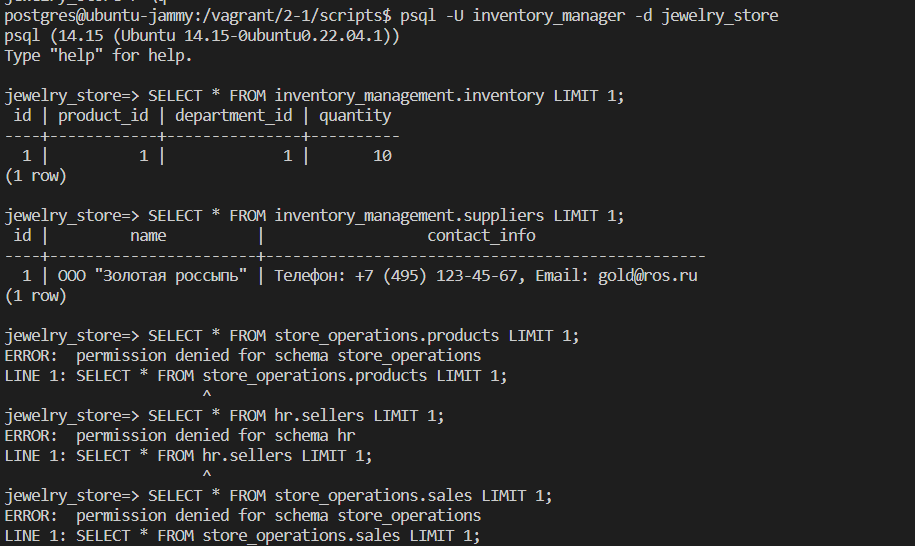 postgres@ubuntu-jammy:/vagrant/2-1/scripts$ psql -U inventory_manager -d jewelry_store
psql (14.15 (Ubuntu 14.15-0ubuntu0.22.04.1))
Type "help" for help.

jewelry_store=> SELECT * FROM inventory_management.inventory LIMIT 1;
 id | product_id | department_id | quantity
----+------------+---------------+----------
  1 |          1 |             1 |       10
(1 row)

jewelry_store=> SELECT * FROM inventory_management.suppliers LIMIT 1;
 id |         name         |                 contact_info
----+----------------------+----------------------------------------------
  1 | ООО "Золотая россыпь" | Телефон: +7 (495) 123-45-67, Email: gold@ros.ru
(1 row)

jewelry_store=> SELECT * FROM store_operations.products LIMIT 1;
ERROR:  permission denied for schema store_operations
LINE 1: SELECT * FROM store_operations.products LIMIT 1;
                      ^
jewelry_store=> SELECT * FROM hr.sellers LIMIT 1;
ERROR:  permission denied for schema hr
LINE 1: SELECT * FROM hr.sellers LIMIT 1;
                      ^
jewelry_store=> SELECT * FROM store_operations.sales LIMIT 1;
ERROR:  permission denied for schema store_operations
LINE 1: SELECT * FROM store_operations.sales LIMIT 1;